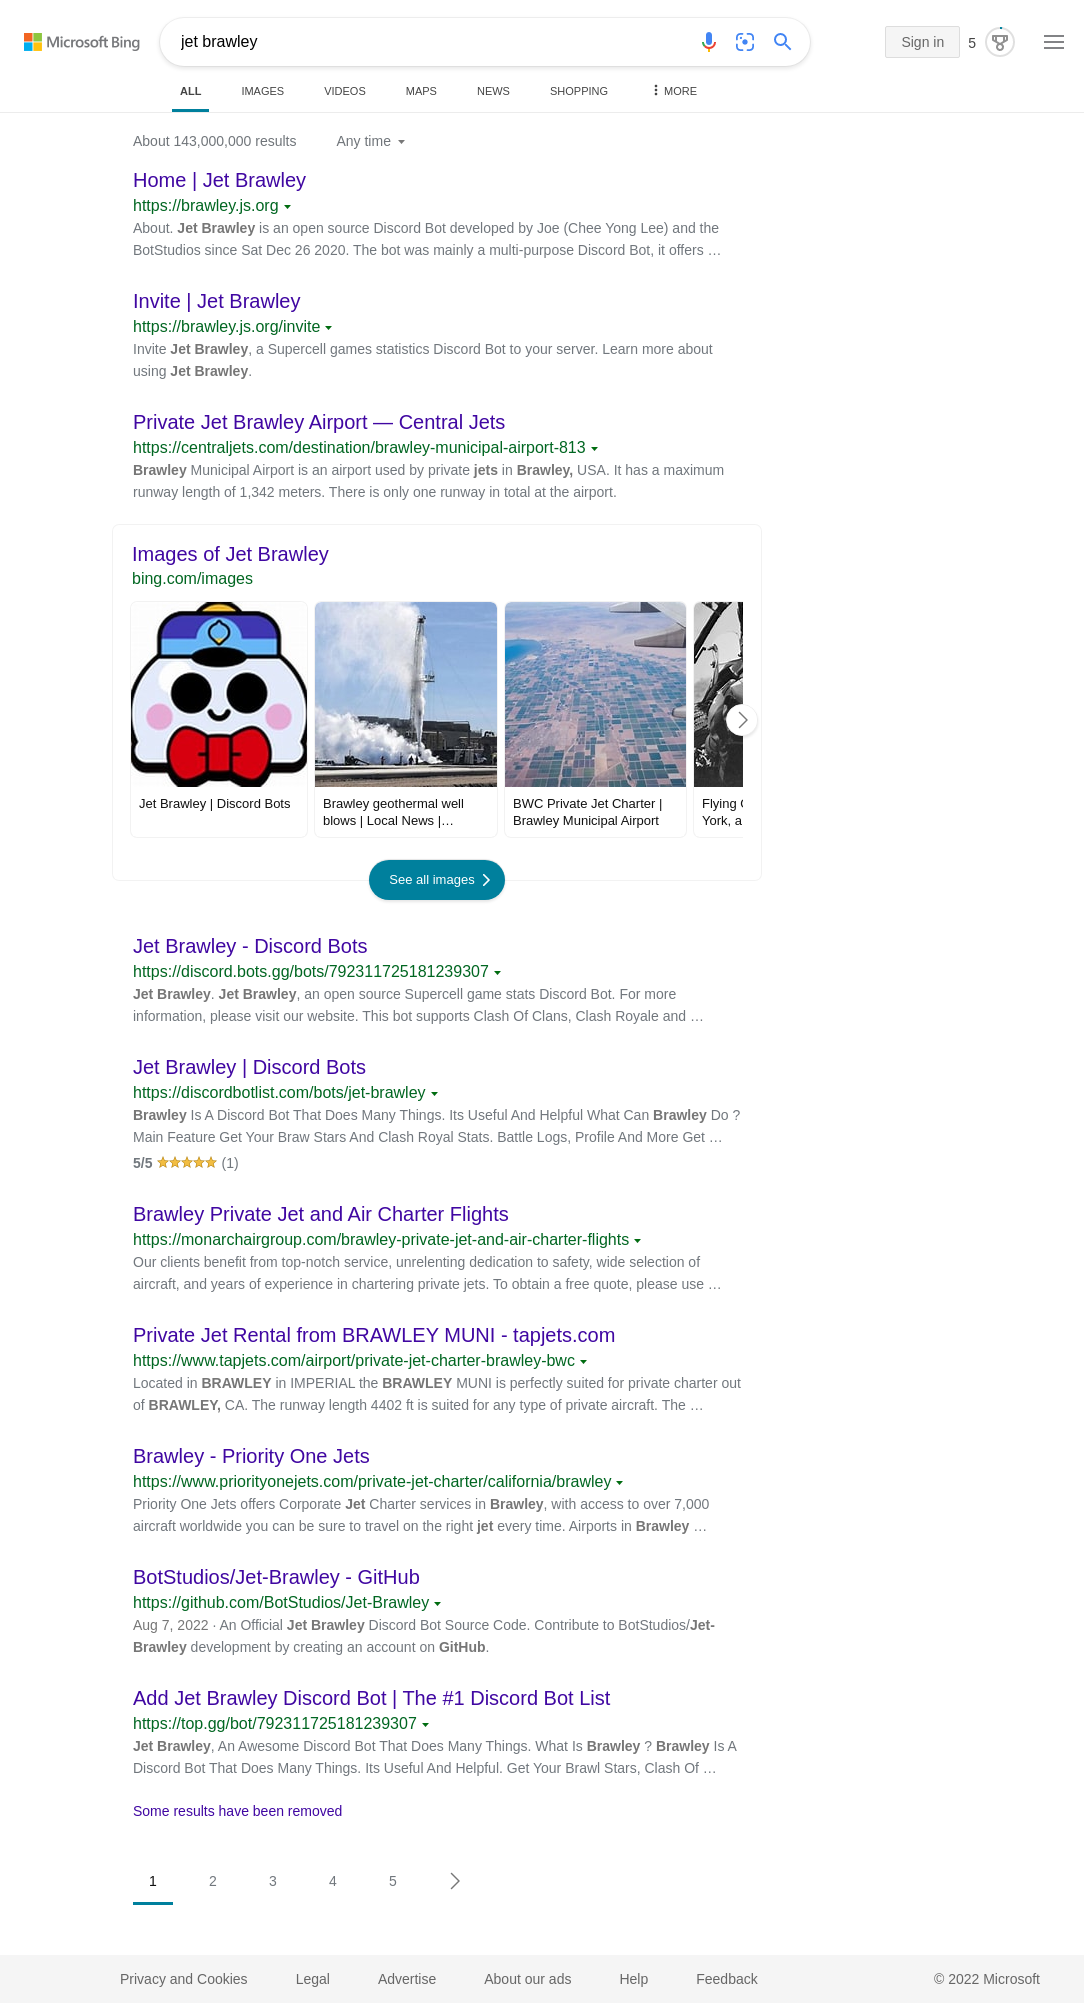 Microsoft Bing
jet brawley
Sign in
5
ALL IMAGES VIDEOS MAPS NEWS SHOPPING MORE
About 143,000,000 results Any time
Home | Jet Brawley
https://brawley.js.org
About. Jet Brawley is an open source Discord Bot developed by Joe (Chee Yong Lee) and the
BotStudios since Sat Dec 26 2020. The bot was mainly a multi-purpose Discord Bot, it offers …
Invite | Jet Brawley
https://brawley.js.org/invite
Invite Jet Brawley, a Supercell games statistics Discord Bot to your server. Learn more about
using Jet Brawley.
Private Jet Brawley Airport — Central Jets
https://centraljets.com/destination/brawley-municipal-airport-813
Brawley Municipal Airport is an airport used by private jets in Brawley, USA. It has a maximum
runway length of 1,342 meters. There is only one runway in total at the airport.
Images of Jet Brawley
bing.com/images
Jet Brawley | Discord Bots
Brawley geothermal well
blows | Local News |…
BWC Private Jet Charter |
Brawley Municipal Airport
Flying
York, a
See all images
Jet Brawley - Discord Bots
https://discord.bots.gg/bots/792311725181239307
Jet Brawley. Jet Brawley, an open source Supercell game stats Discord Bot. For more
information, please visit our website. This bot supports Clash Of Clans, Clash Royale and …
Jet Brawley | Discord Bots
https://discordbotlist.com/bots/jet-brawley
Brawley Is A Discord Bot That Does Many Things. Its Useful And Helpful What Can Brawley Do ?
Main Feature Get Your Braw Stars And Clash Royal Stats. Battle Logs, Profile And More Get …
5/5 (1)
Brawley Private Jet and Air Charter Flights
https://monarchairgroup.com/brawley-private-jet-and-air-charter-flights
Our clients benefit from top-notch service, unrelenting dedication to safety, wide selection of
aircraft, and years of experience in chartering private jets. To obtain a free quote, please use …
Private Jet Rental from BRAWLEY MUNI - tapjets.com
https://www.tapjets.com/airport/private-jet-charter-brawley-bwc
Located in BRAWLEY in IMPERIAL the BRAWLEY MUNI is perfectly suited for private charter out
of BRAWLEY, CA. The runway length 4402 ft is suited for any type of private aircraft. The …
Brawley - Priority One Jets
https://www.priorityonejets.com/private-jet-charter/california/brawley
Priority One Jets offers Corporate Jet Charter services in Brawley, with access to over 7,000
aircraft worldwide you can be sure to travel on the right jet every time. Airports in Brawley …
BotStudios/Jet-Brawley - GitHub
https://github.com/BotStudios/Jet-Brawley
Aug 7, 2022 · An Official Jet Brawley Discord Bot Source Code. Contribute to BotStudios/Jet-
Brawley development by creating an account on GitHub.
Add Jet Brawley Discord Bot | The #1 Discord Bot List
https://top.gg/bot/792311725181239307
Jet Brawley, An Awesome Discord Bot That Does Many Things. What Is Brawley ? Brawley Is A
Discord Bot That Does Many Things. Its Useful And Helpful. Get Your Brawl Stars, Clash Of …
Some results have been removed
1 2 3 4 5
Privacy and Cookies Legal Advertise About our ads Help Feedback © 2022 Microsoft